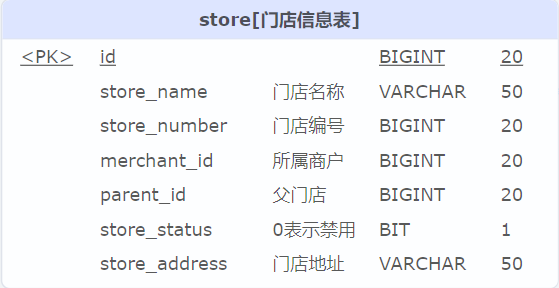 store[门店信息表]
<PK> id BIGINT 20
store_name 门店名称 VARCHAR 50
store_number 门店编号 BIGINT 20
merchant_id 所属商户 BIGINT 20
parent_id 父门店 BIGINT 20
store_status 0表示禁用 BIT 1
store_address 门店地址 VARCHAR 50